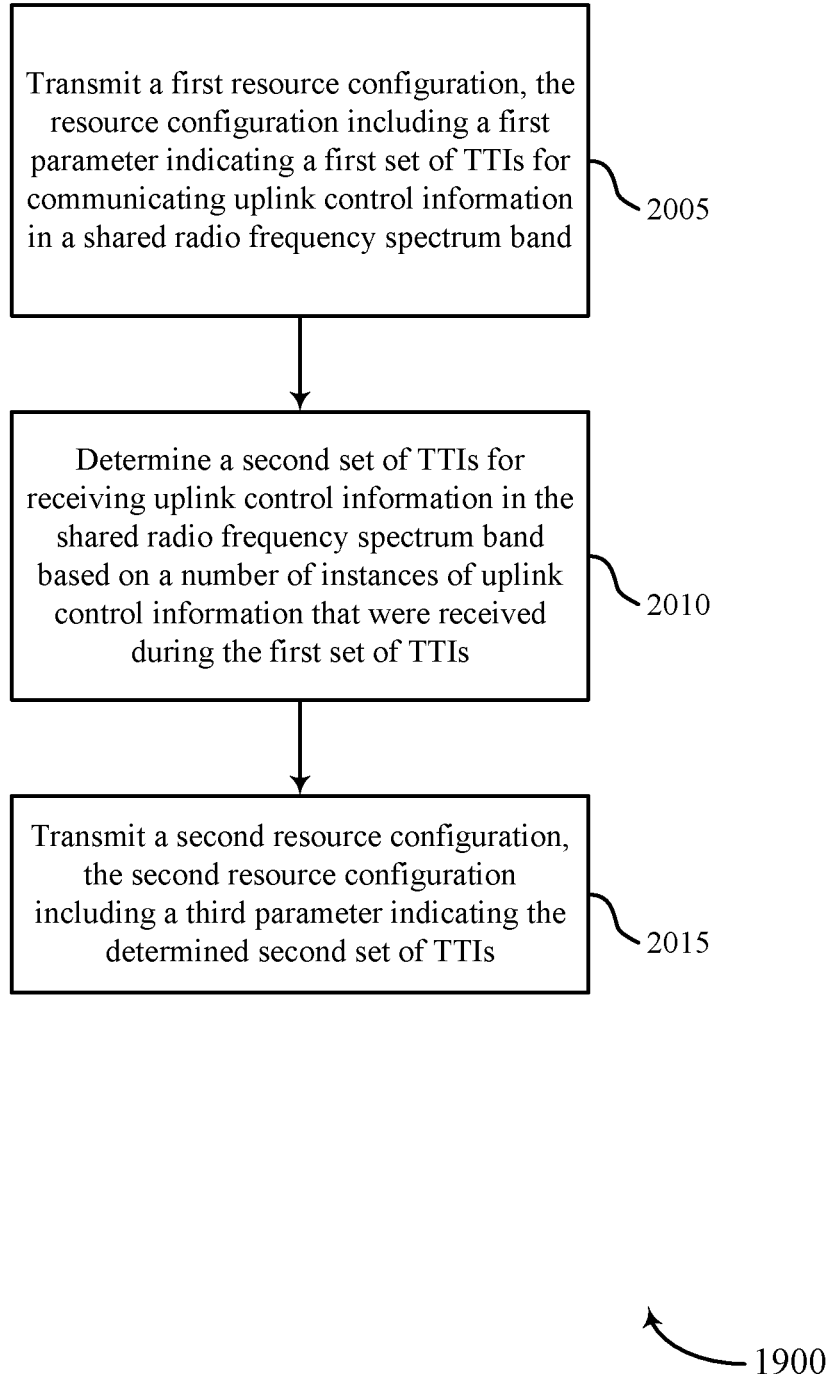 Transmit a first resource configuration, the
resource configuration including a first
parameter indicating a first set of TTIs for
communicating uplink control information
in a shared radio frequency spectrum band
2005
Determine a second set of TTIs for
receiving uplink control information in the
shared radio frequency spectrum band
based on a number of instances of uplink
control information that were received
during the first set of TTIs
2010
Transmit a second resource configuration,
the second resource configuration
including a third parameter indicating the
determined second set of TTIs
2015
1900